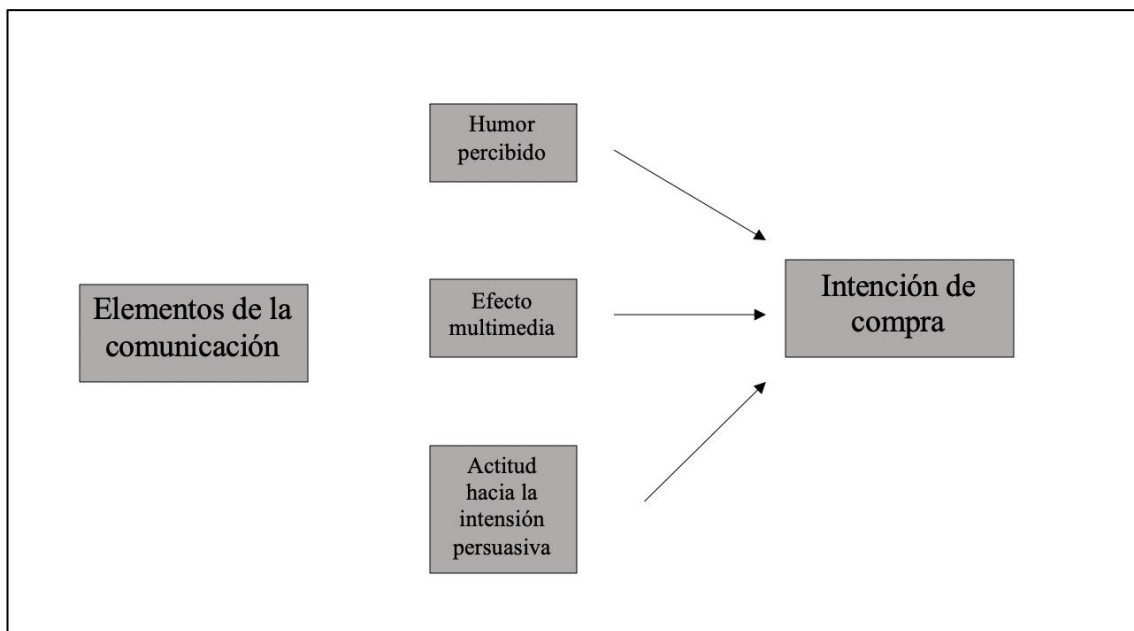 Humor
percibido
Elementos de la
comunicación
Efecto
multimedia
Actitud
hacia la
intensión
persuasiva
Intención de
compra